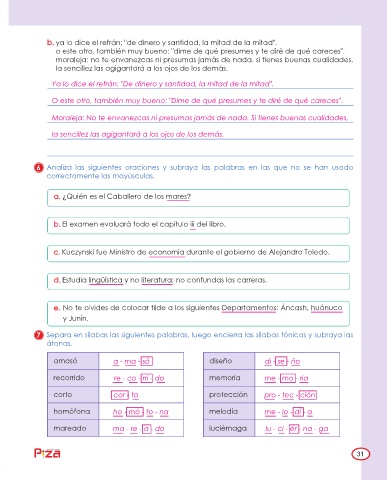 b. ya lo dice el refrán: "de dinero y santidad, la mitad de la mitad".
o este otro, también muy bueno: "dime de qué presumes y te diré de qué careces".
moraleja: no te envanezcas ni presumas jamás de nada. si tienes buenas cualidades,
la sencillez las agigantará a los ojos de los demás.
Ya lo dice el refrán: "De dinero y santidad, la mitad de la mitad".
O este otro, también muy bueno: "Dime de qué presumes y te diré de qué careces".
Moraleja: No te envanezcas ni presumas jamás de nada. Si tienes buenas cualidades,
la sencillez las agigantará a los ojos de los demás.
6 Analiza las siguientes oraciones y subraya las palabras en las que no se han usado
correctamente las mayúsculas.
a. ¿Quién es el Caballero de los mares?
b. El examen evaluará todo el capítulo iii del libro.
c. Kuczynski fue Ministro de economía durante el gobierno de Alejandro Toledo.
d. Estudia lingüística y no literatura; no confundas las carreras.
e. No te olvides de colocar tilde a los siguientes Departamentos: Áncash, huánuco
y Junín.
7 Separa en sílabas las siguientes palabras, luego encierra las sílabas tónicas y subraya las
átonas.
amasó a - ma - só diseño di - se - ño
recorrido re - co - rri - do memoria me - mo - ria
corto cor - to protección pro - tec - ción
homófona ho - mó - fo - na melodía me - lo - dí - a
mareado ma - re - a - do luciérnaga lu - ci - ér - na - ga
Pizá 31